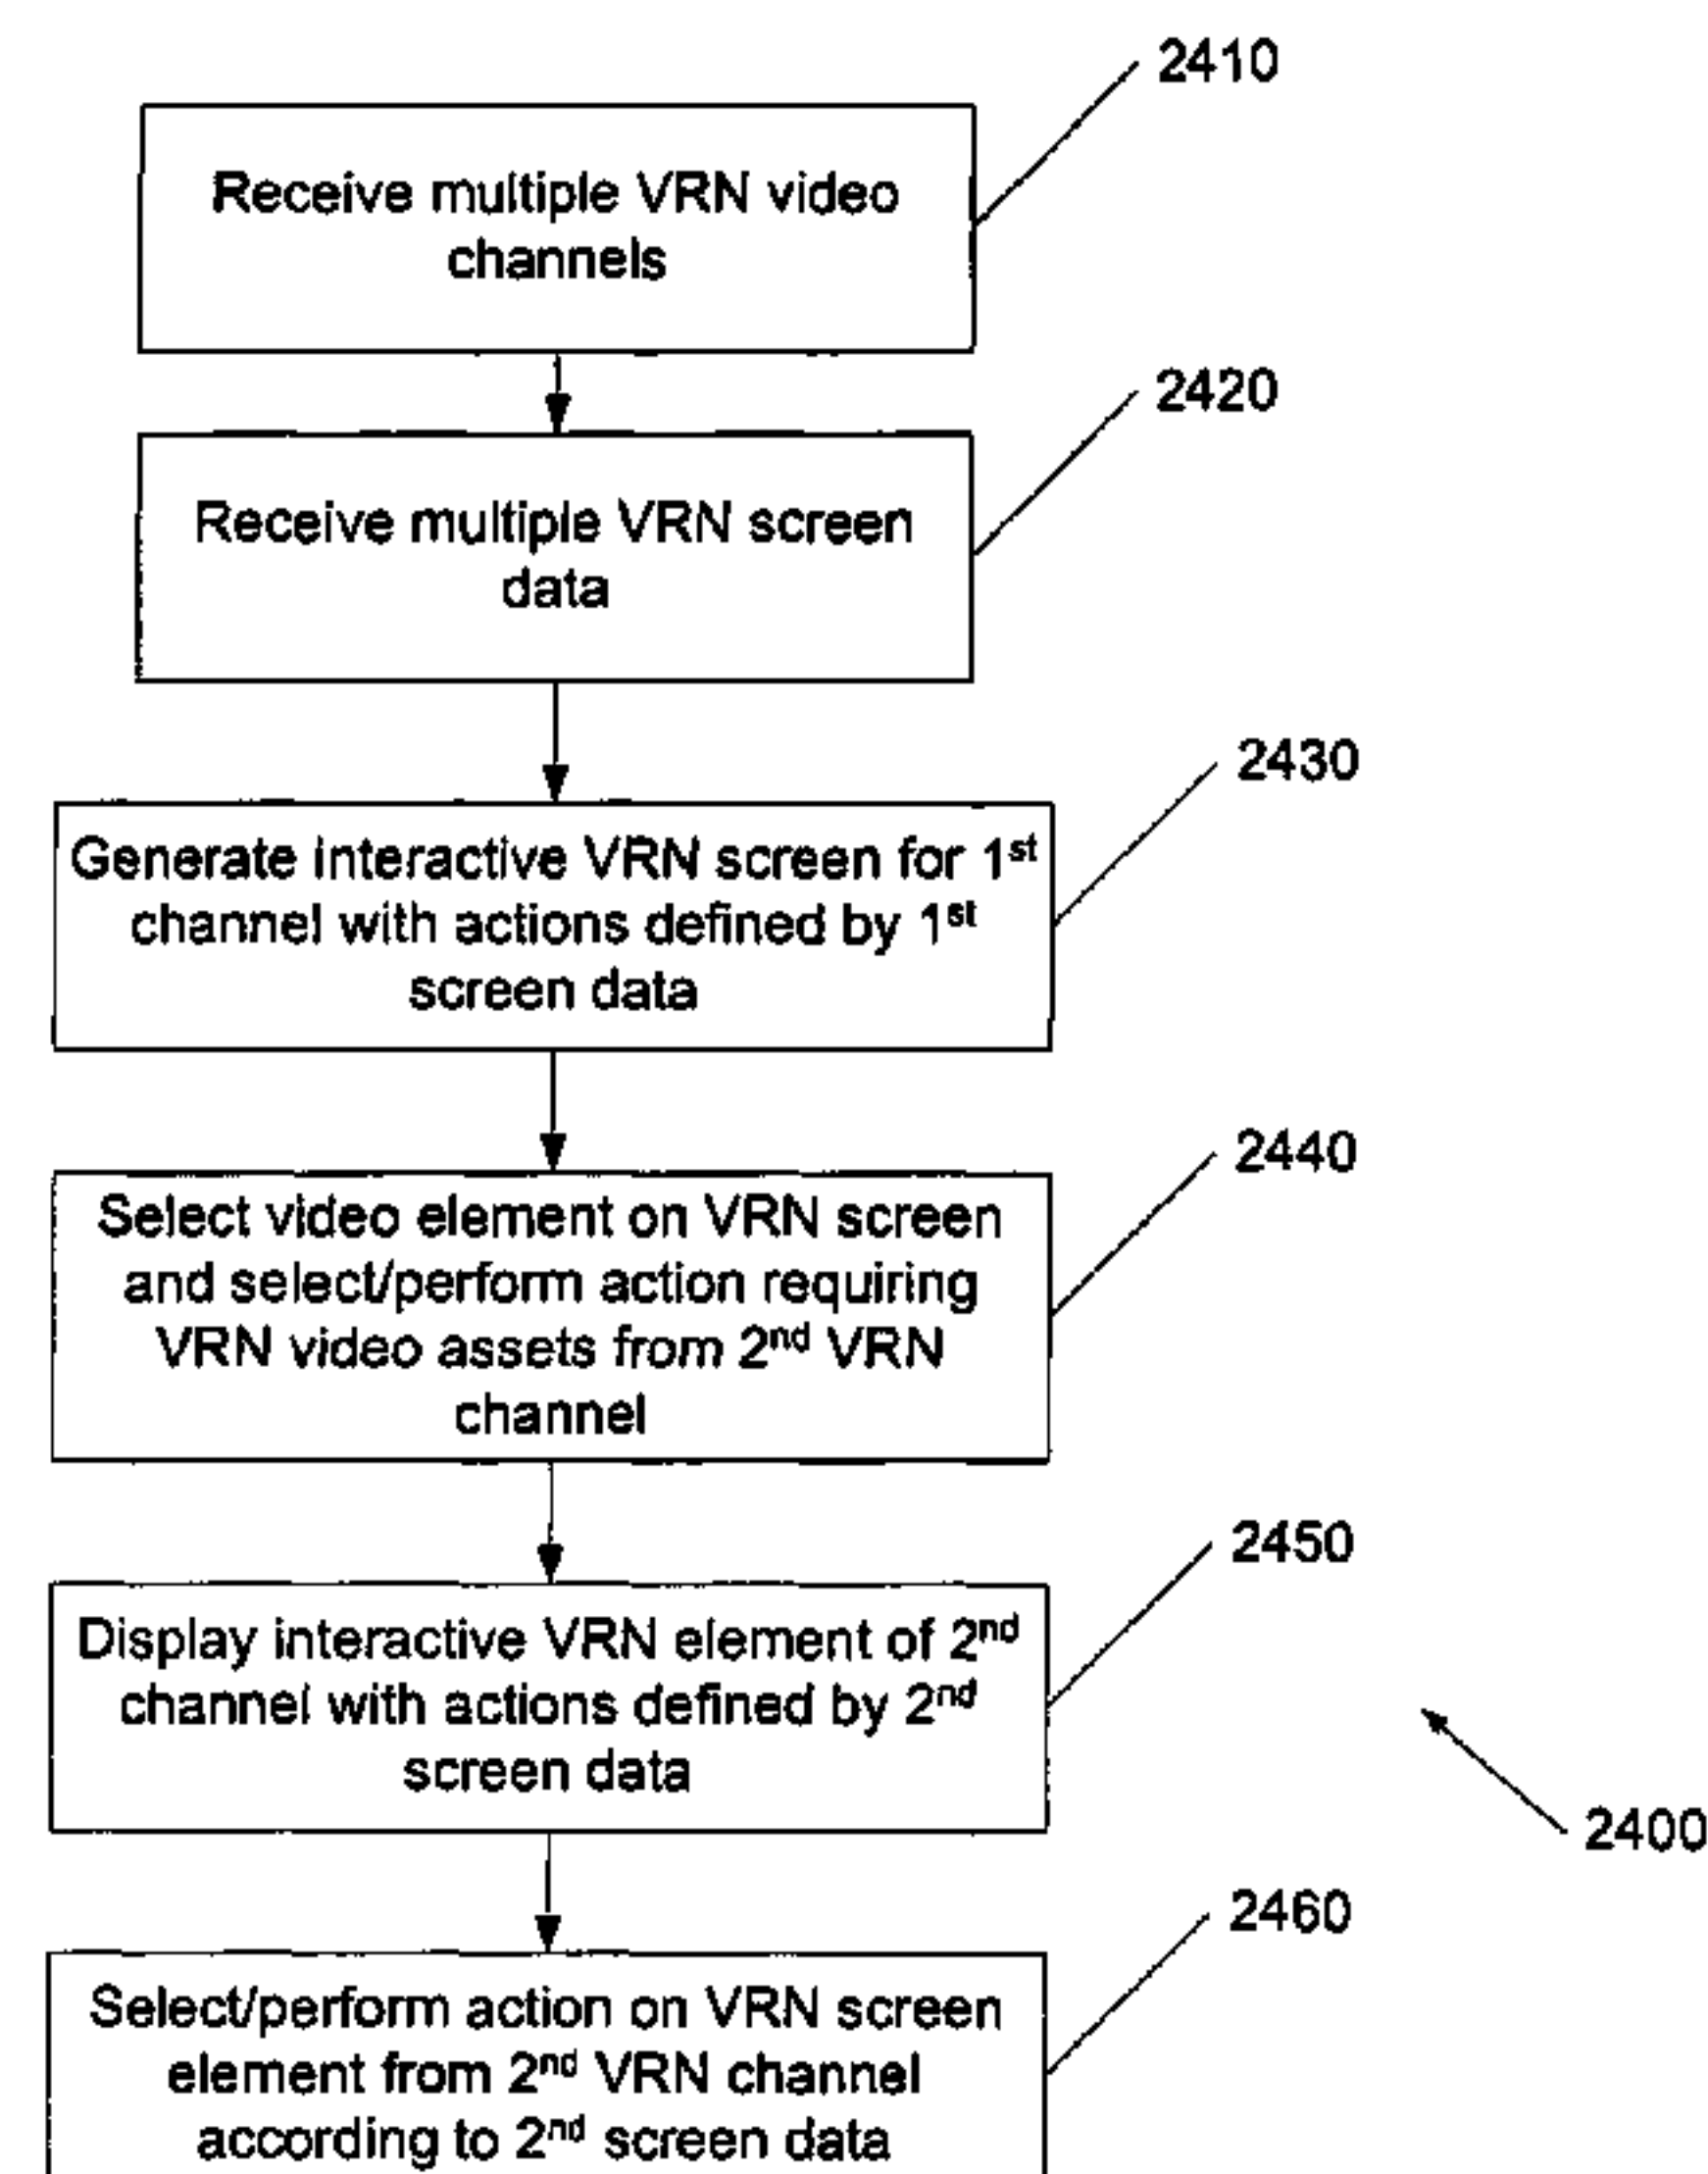 2410
Receive multiple VRN video
channels
2420
Receive multiple VRN screen
data
2430
Generate interactive VRN screen for 1st
channel with actions defined by 1st
screen data
2440
Select video element on VRN screen
and select/perform action requiring
VRN video assets from 2nd VRN
channel
2450
Display interactive VRN element of 2nd
channel with actions defined by 2nd
screen data
2400
2460
Select/perform action on VRN screen
element from 2nd VRN channel
according to 2nd screen data